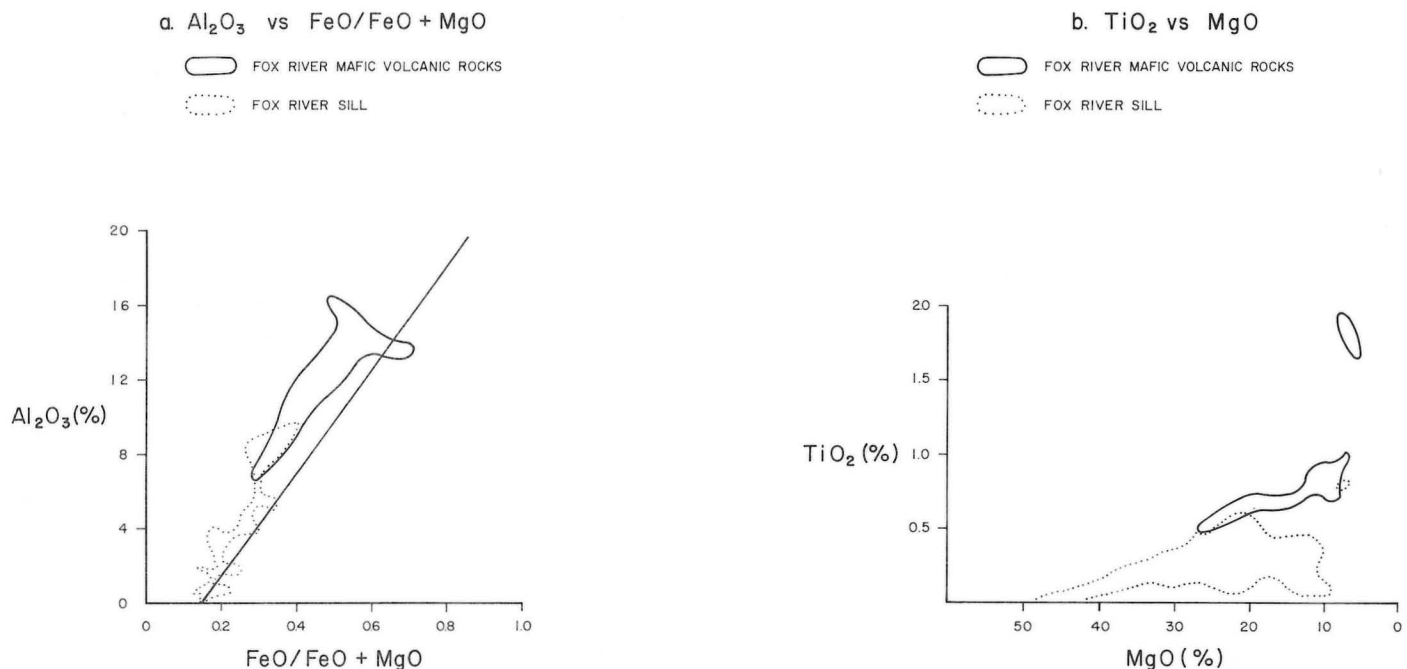 a. Al₂O₃ vs FeO/FeO + MgO
FOX RIVER MAFIC VOLCANIC ROCKS
FOX RIVER SILL
20
16
12
8
4
0
Al₂O₃(%)
0 0.2 0.4 0.6 0.8 1.0
FeO/FeO + MgO
b. TiO₂ vs MgO
FOX RIVER MAFIC VOLCANIC ROCKS
FOX RIVER SILL
2.0
1.5
1.0
0.5
TiO₂(%)
50 40 30 20 10 0
MgO(%)